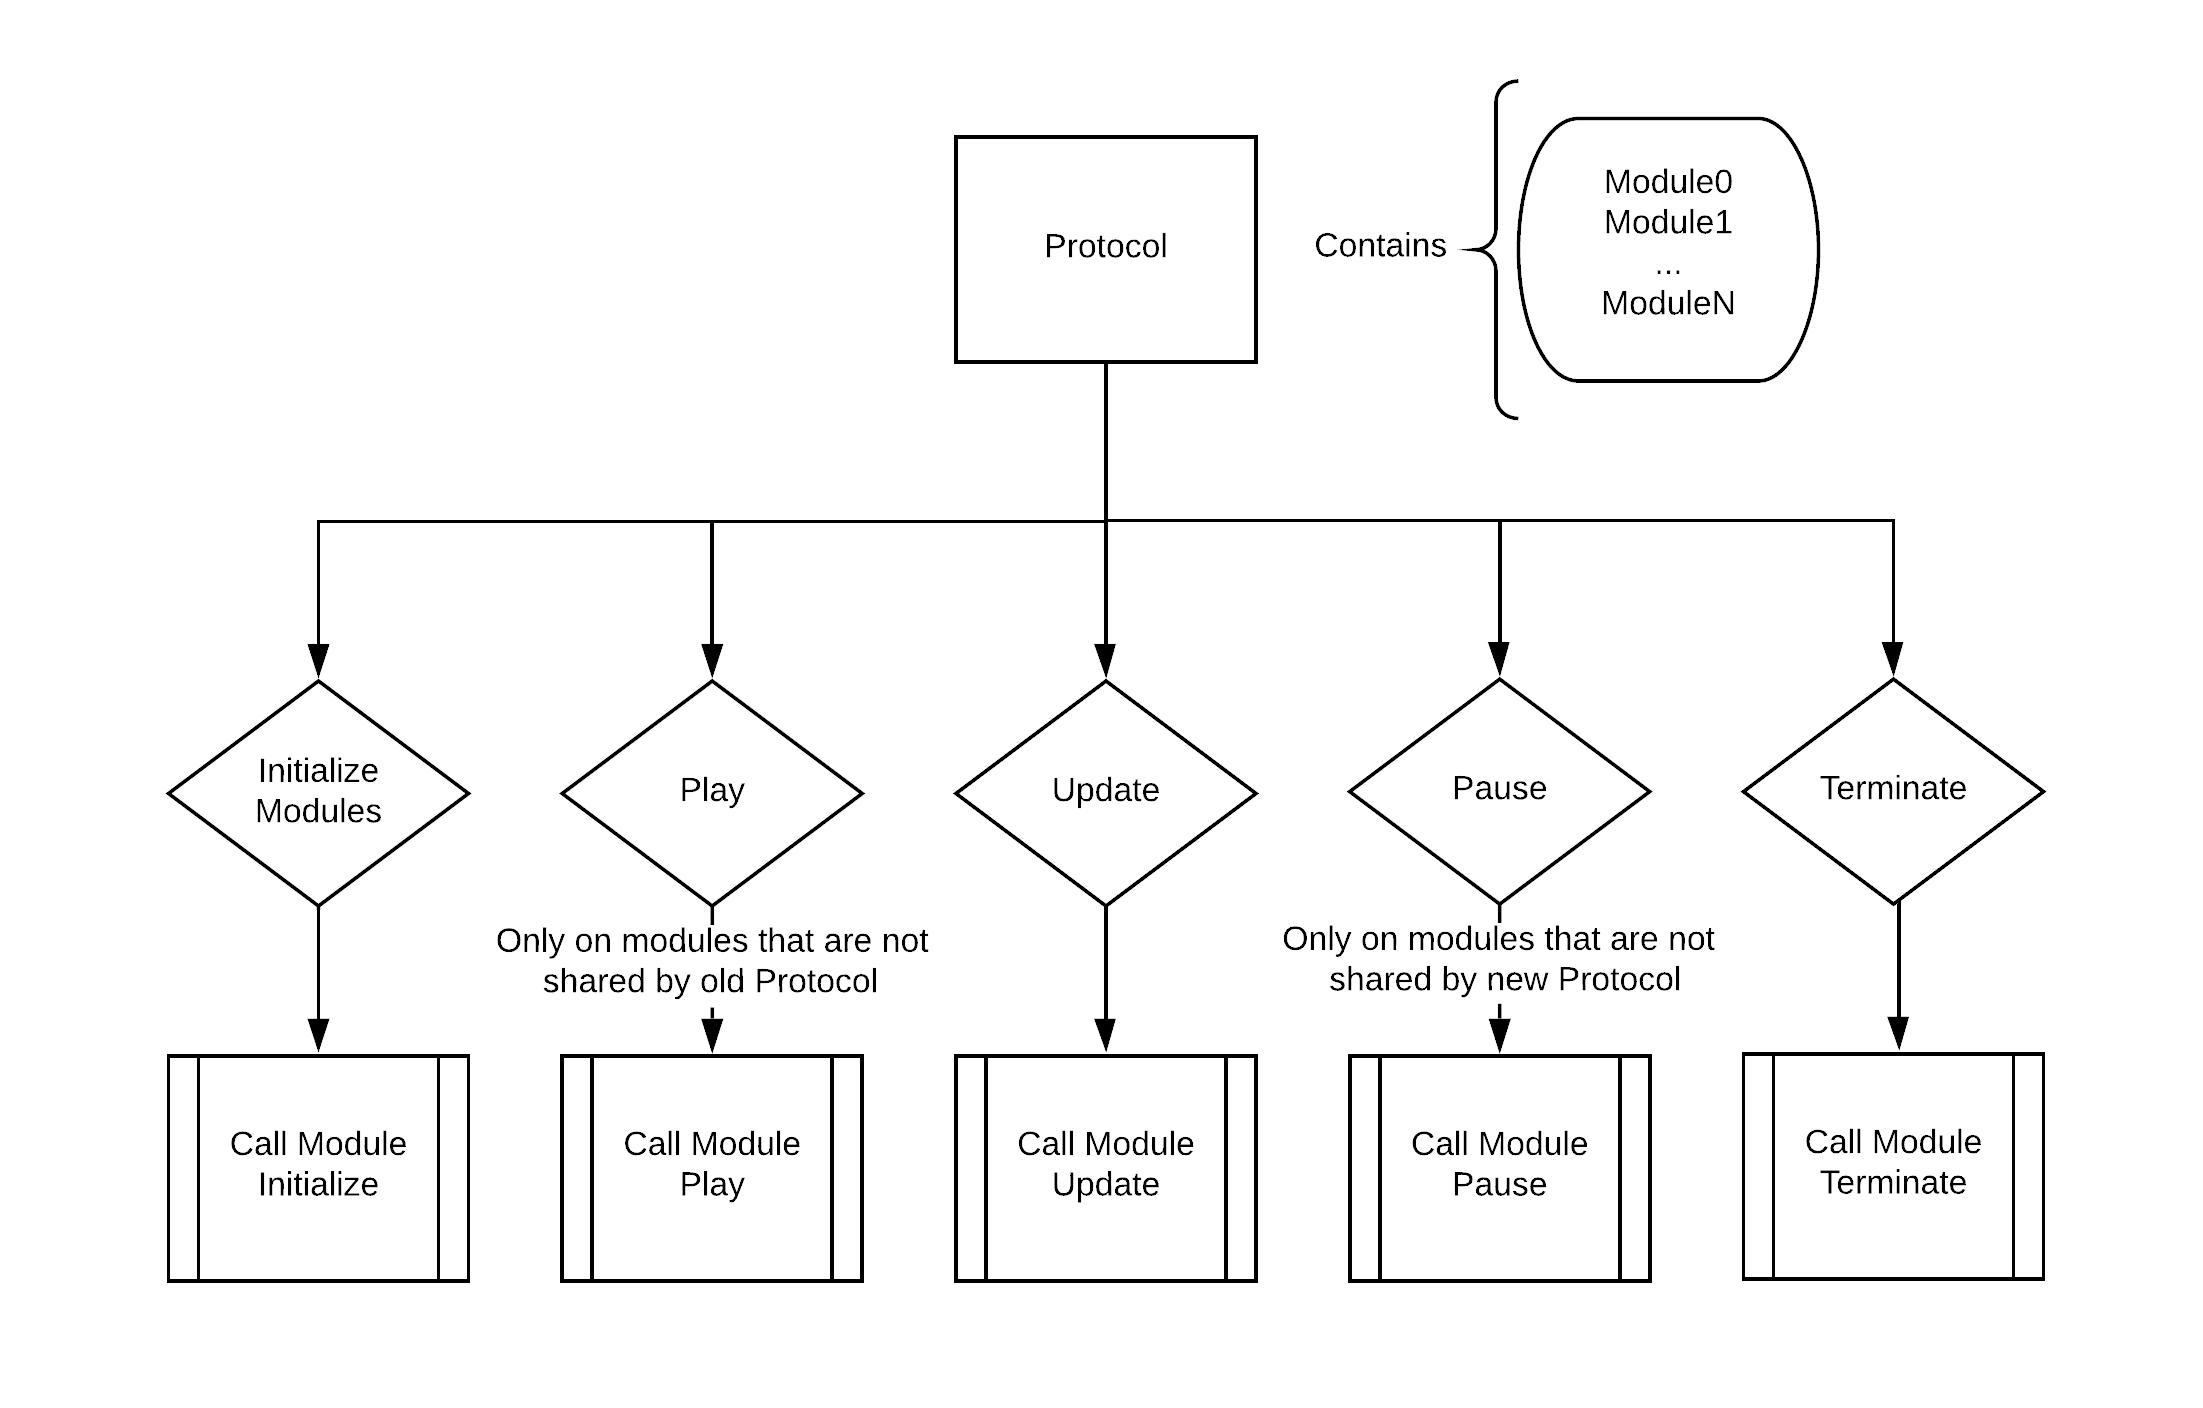 Protocol
Contains
Module0
Module1
...
ModuleN
Initialize
Modules
Play
Update
Pause
Terminate
Only on modules that are not
shared by old Protocol
Only on modules that are not
shared by new Protocol
Call Module
Initialize
Call Module
Play
Call Module
Update
Call Module
Pause
Call Module
Terminate